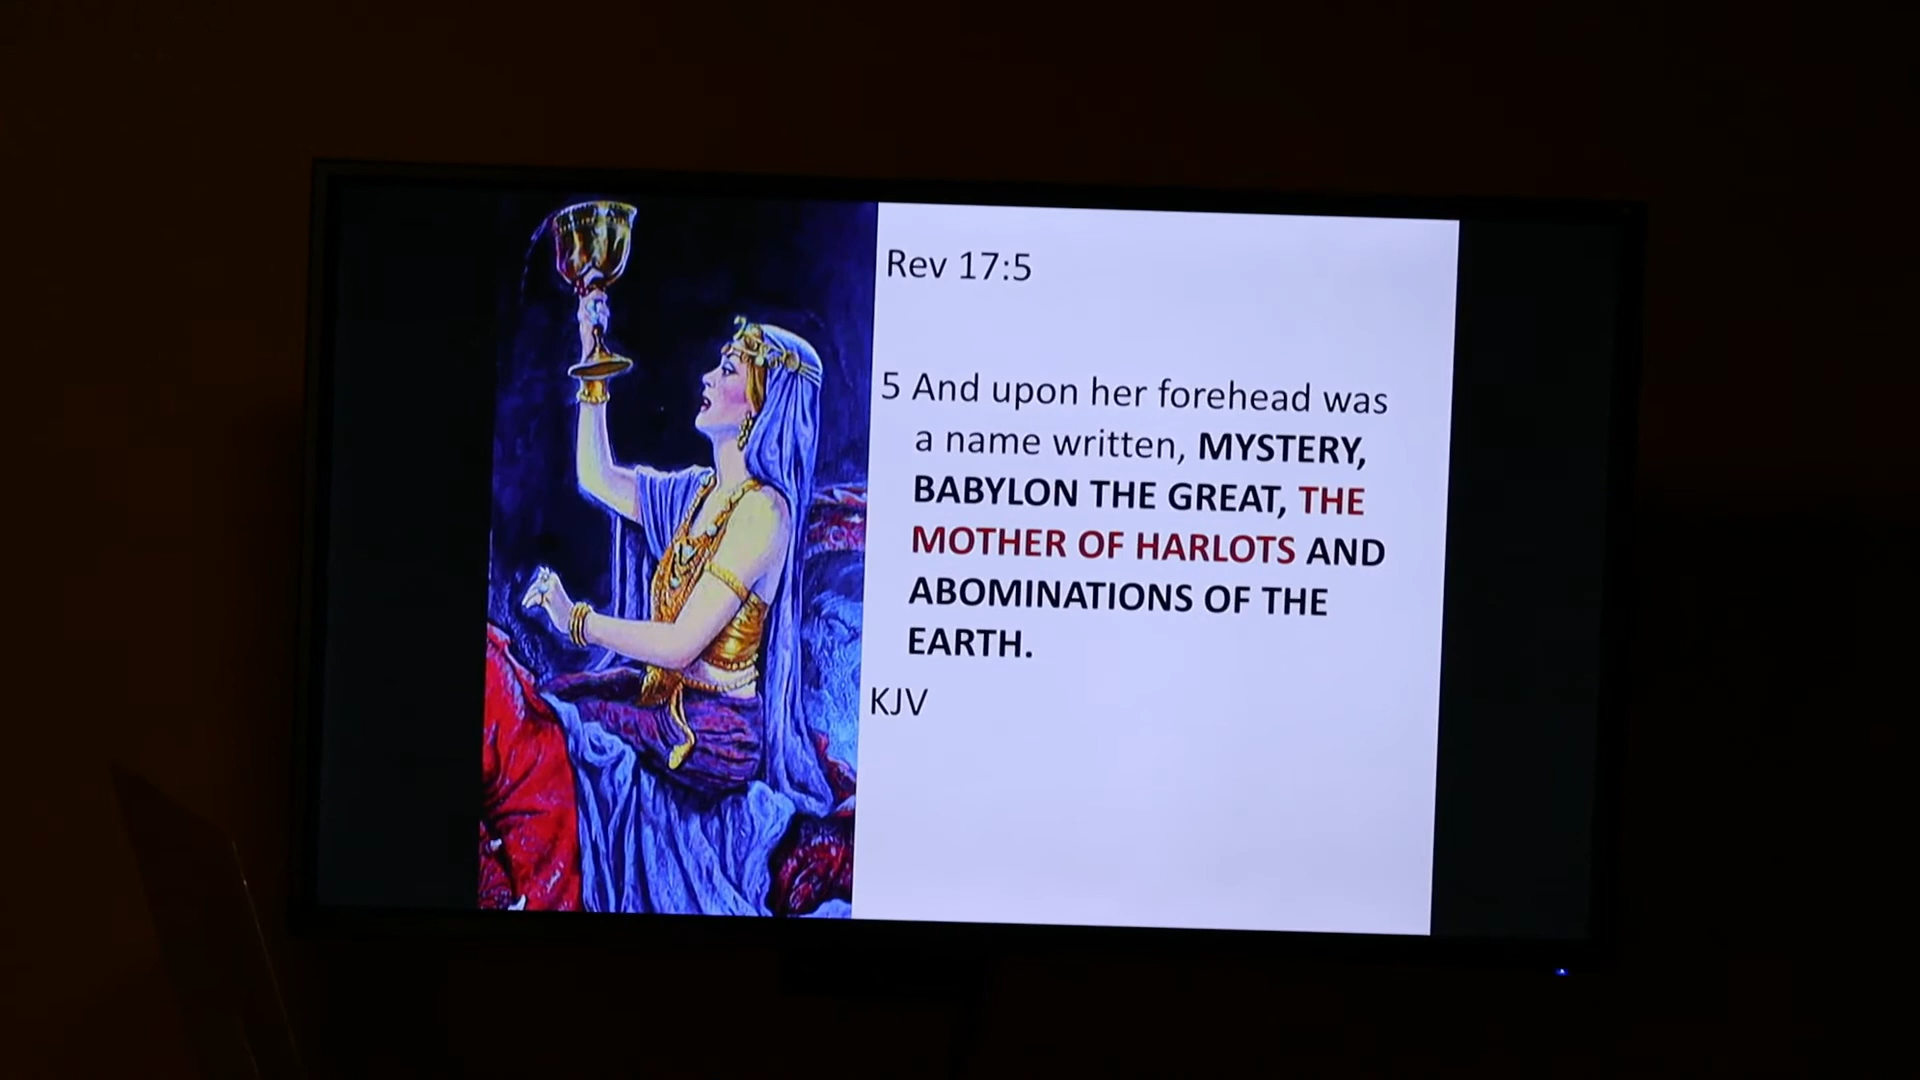 Rev 17:5
5 And upon her forehead was
a name written, MYSTERY,
BABYLON THE GREAT, THE
MOTHER OF HARLOTS AND
ABOMINATIONS OF THE
EARTH.
KJV